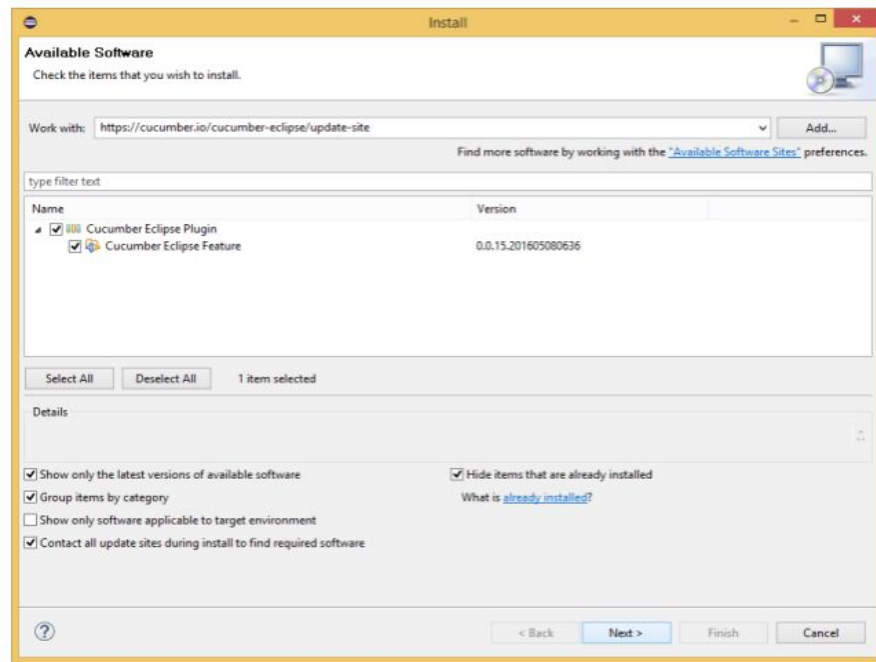 Install
Available Software
Check the items that you wish to install.
Work with: https://cucumber.io/cucumber-eclipse/update-site Add...
Find more software by working with the "Available Software Sites" preferences.
type filter text
Name Version
Cucumber Eclipse Plugin
Cucumber Eclipse Feature 0.0.15.201605080636
Select All Deselect All 1 item selected
Details
Show only the latest versions of available software Hide items that are already installed
Group items by category What is already installed?
Show only software applicable to target environment
Contact all update sites during install to find required software
? < Back Next > Finish Cancel